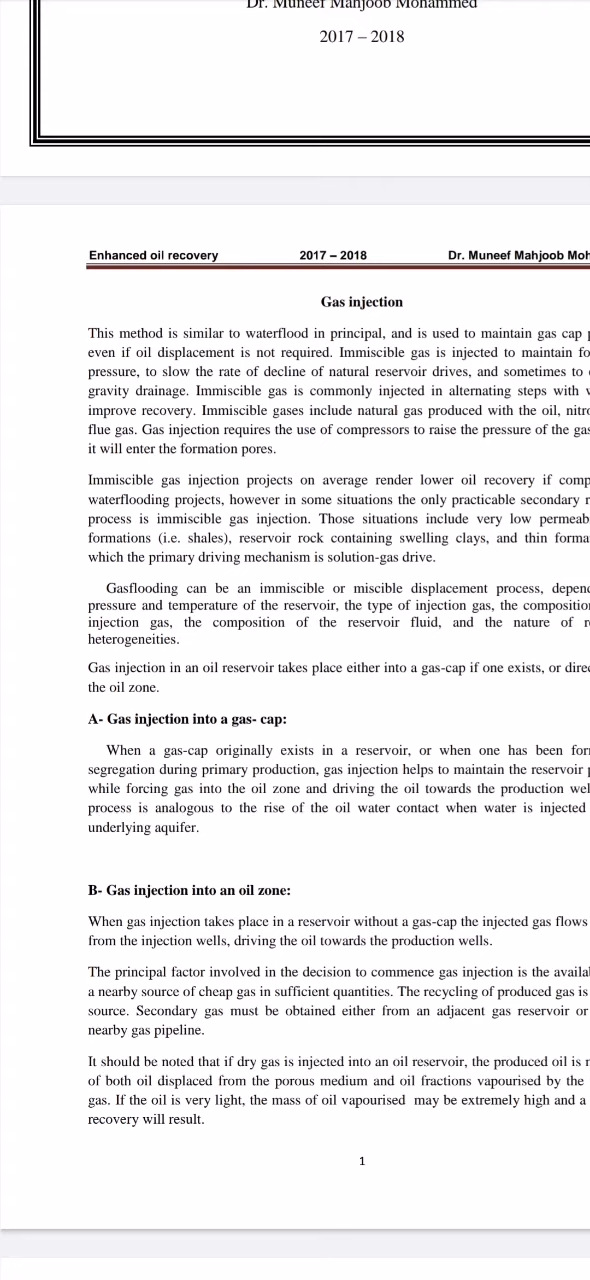 Dr. Muneef Mahjoob Mohammed
2017 – 2018
Enhanced oil recovery 2017 – 2018 Dr. Muneef Mahjoob Moh
Gas injection
This method is similar to waterflood in principal, and is used to maintain gas cap
even if oil displacement is not required. Immiscible gas is injected to maintain fo
pressure, to slow the rate of decline of natural reservoir drives, and sometimes to
gravity drainage. Immiscible gas is commonly injected in alternating steps with
improve recovery. Immiscible gases include natural gas produced with the oil, nitro
flue gas. Gas injection requires the use of compressors to raise the pressure of the gas
it will enter the formation pores.
Immiscible gas injection projects on average render lower oil recovery if comp
waterflooding projects, however in some situations the only practicable secondary r
process is immiscible gas injection. Those situations include very low permeab
formations (i.e. shales), reservoir rock containing swelling clays, and thin forma
which the primary driving mechanism is solution-gas drive.
Gasflooding can be an immiscible or miscible displacement process, depend
pressure and temperature of the reservoir, the type of injection gas, the composition
injection gas, the composition of the reservoir fluid, and the nature of r
heterogeneities.
Gas injection in an oil reservoir takes place either into a gas-cap if one exists, or direc
the oil zone.
A- Gas injection into a gas- cap:
When a gas-cap originally exists in a reservoir, or when one has been for
segregation during primary production, gas injection helps to maintain the reservoir p
while forcing gas into the oil zone and driving the oil towards the production wel
process is analogous to the rise of the oil water contact when water is injected
underlying aquifer.
B- Gas injection into an oil zone:
When gas injection takes place in a reservoir without a gas-cap the injected gas flows
from the injection wells, driving the oil towards the production wells.
The principal factor involved in the decision to commence gas injection is the availab
a nearby source of cheap gas in sufficient quantities. The recycling of produced gas is
source. Secondary gas must be obtained either from an adjacent gas reservoir or
nearby gas pipeline.
It should be noted that if dry gas is injected into an oil reservoir, the produced oil is
of both oil displaced from the porous medium and oil fractions vapourised by the
gas. If the oil is very light, the mass of oil vapourised may be extremely high and a
recovery will result.
1